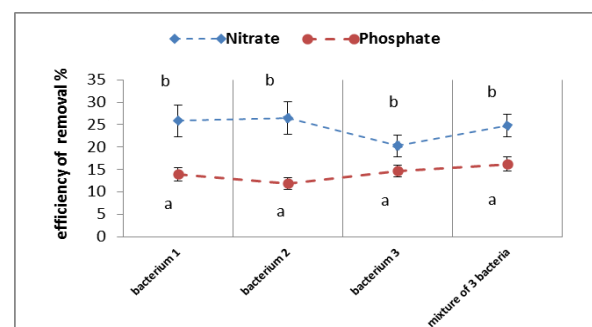 Nitrate Phosphate
efficiency of removal %
35
30
25
20
15
10
5
0
b b b b
a a a a
bacterium 1
bacterium 2
bacterium 3
mixture of 3 bacteria